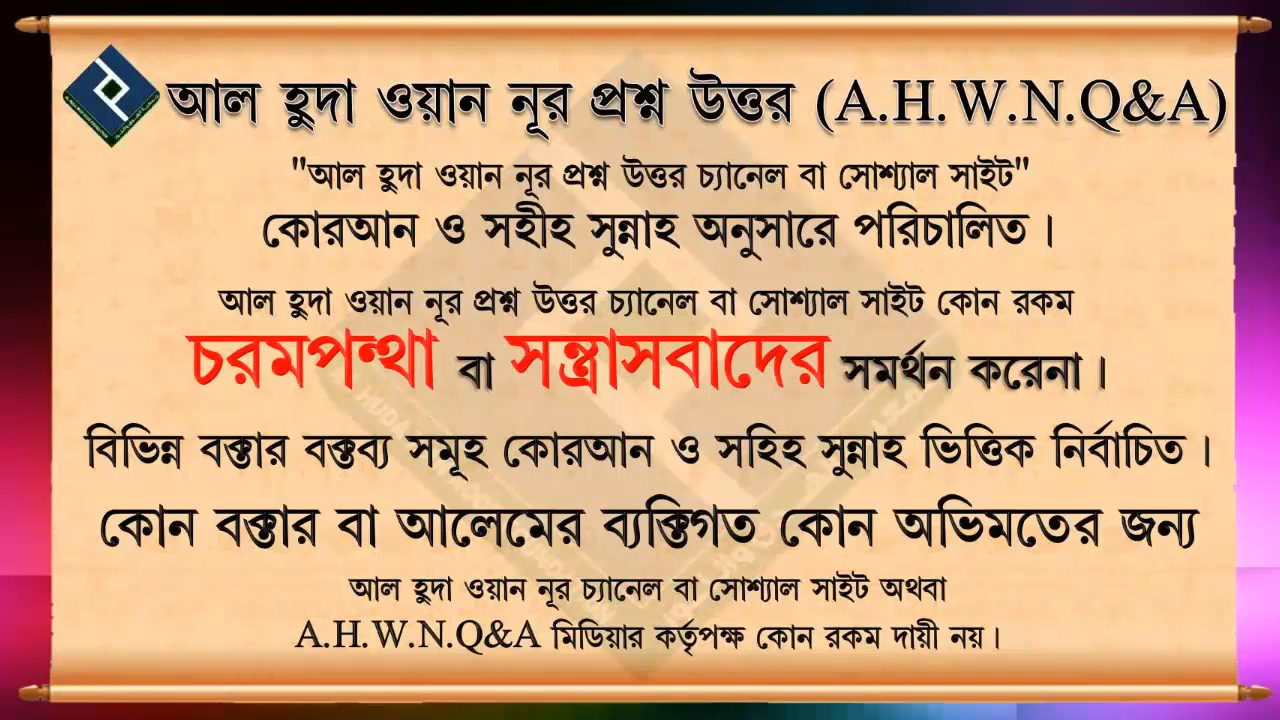 আল হুদা ওয়ান নূর প্রশ্ন উত্তর (A.H.W.N.Q&A)
"আল হুদা ওয়ান নূর প্রশ্ন উত্তর চ্যানেল বা সোশ্যাল সাইট"
কোরআন ও সহীহ সুন্নাহ অনুসারে পরিচালিত ।
আল হুদা ওয়ান নূর প্রশ্ন উত্তর চ্যানেল বা সোশ্যাল সাইট কোন রকম
চরমপন্থা বা সন্ত্রাসবাদের সমর্থন করেনা ।
বিভিন্ন বক্তার বক্তব্য সমূহ কোরআন ও সহিহ সুন্নাহ ভিত্তিক নির্বাচিত ।
কোন বক্তার বা আলেমের ব্যক্তিগত কোন অভিমতের জন্য
আল হুদা ওয়ান নূর চ্যানেল বা সোশ্যাল সাইট অথবা
A.H.W.N.Q&A মিডিয়ার কর্তৃপক্ষ কোন রকম দায়ী নয় ।